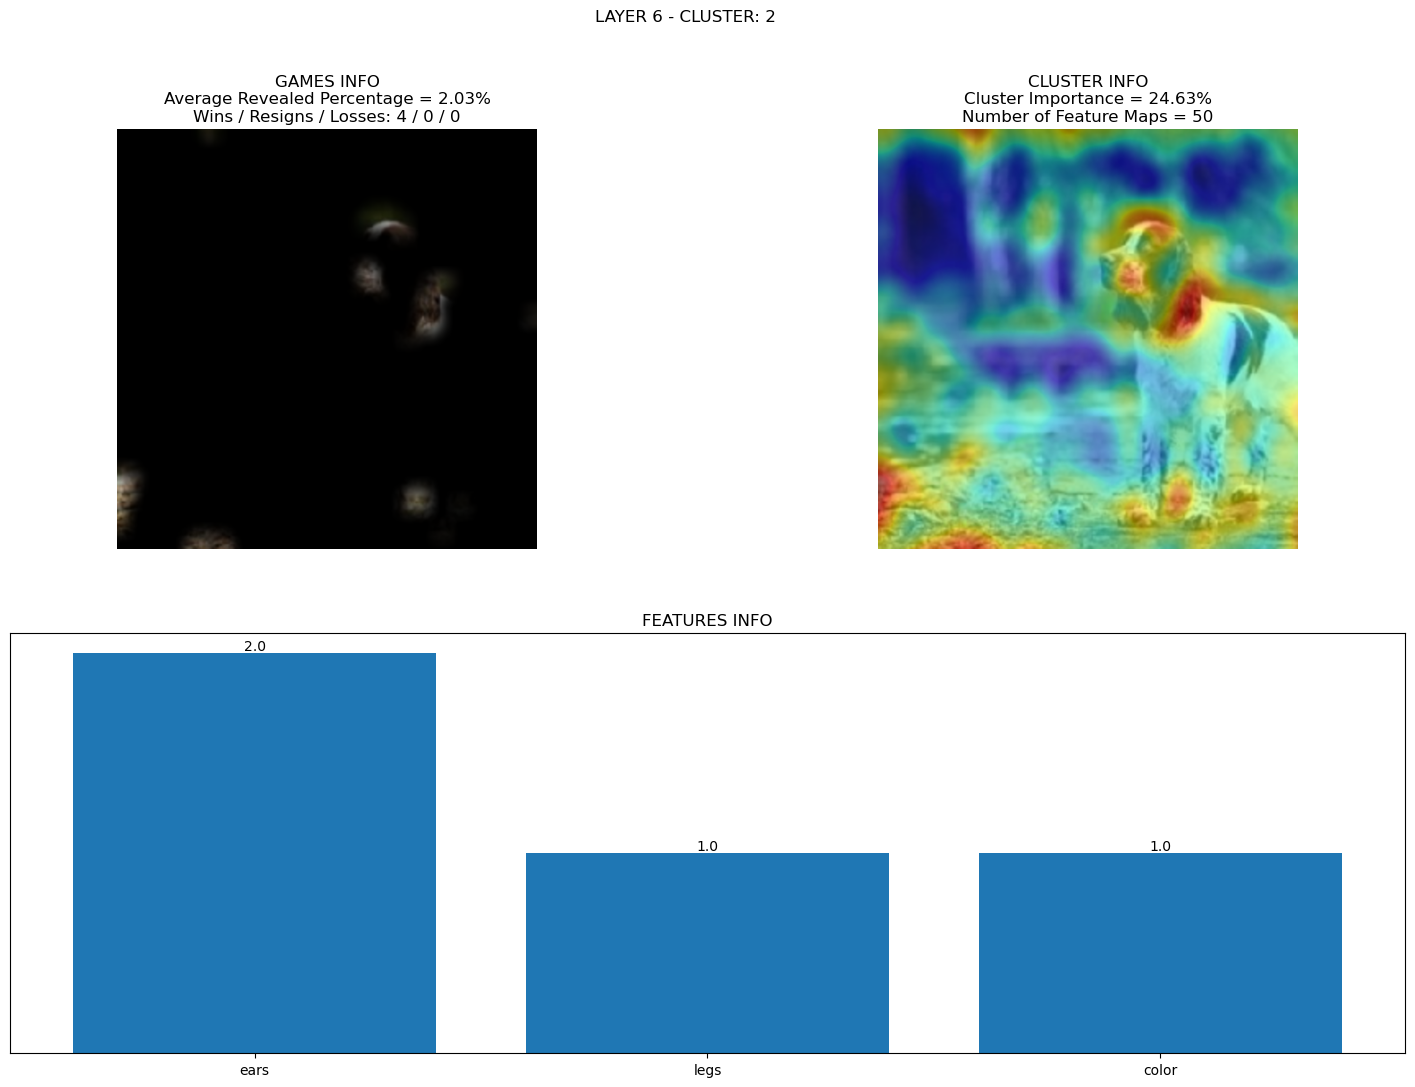 LAYER 6 - CLUSTER: 2
GAMES INFO
Average Revealed Percentage = 2.03%
Wins / Resigns / Losses: 4 / 0 / 0
CLUSTER INFO
Cluster Importance = 24.63%
Number of Feature Maps = 50
FEATURES INFO
2.0
1.0
1.0
ears
legs
color